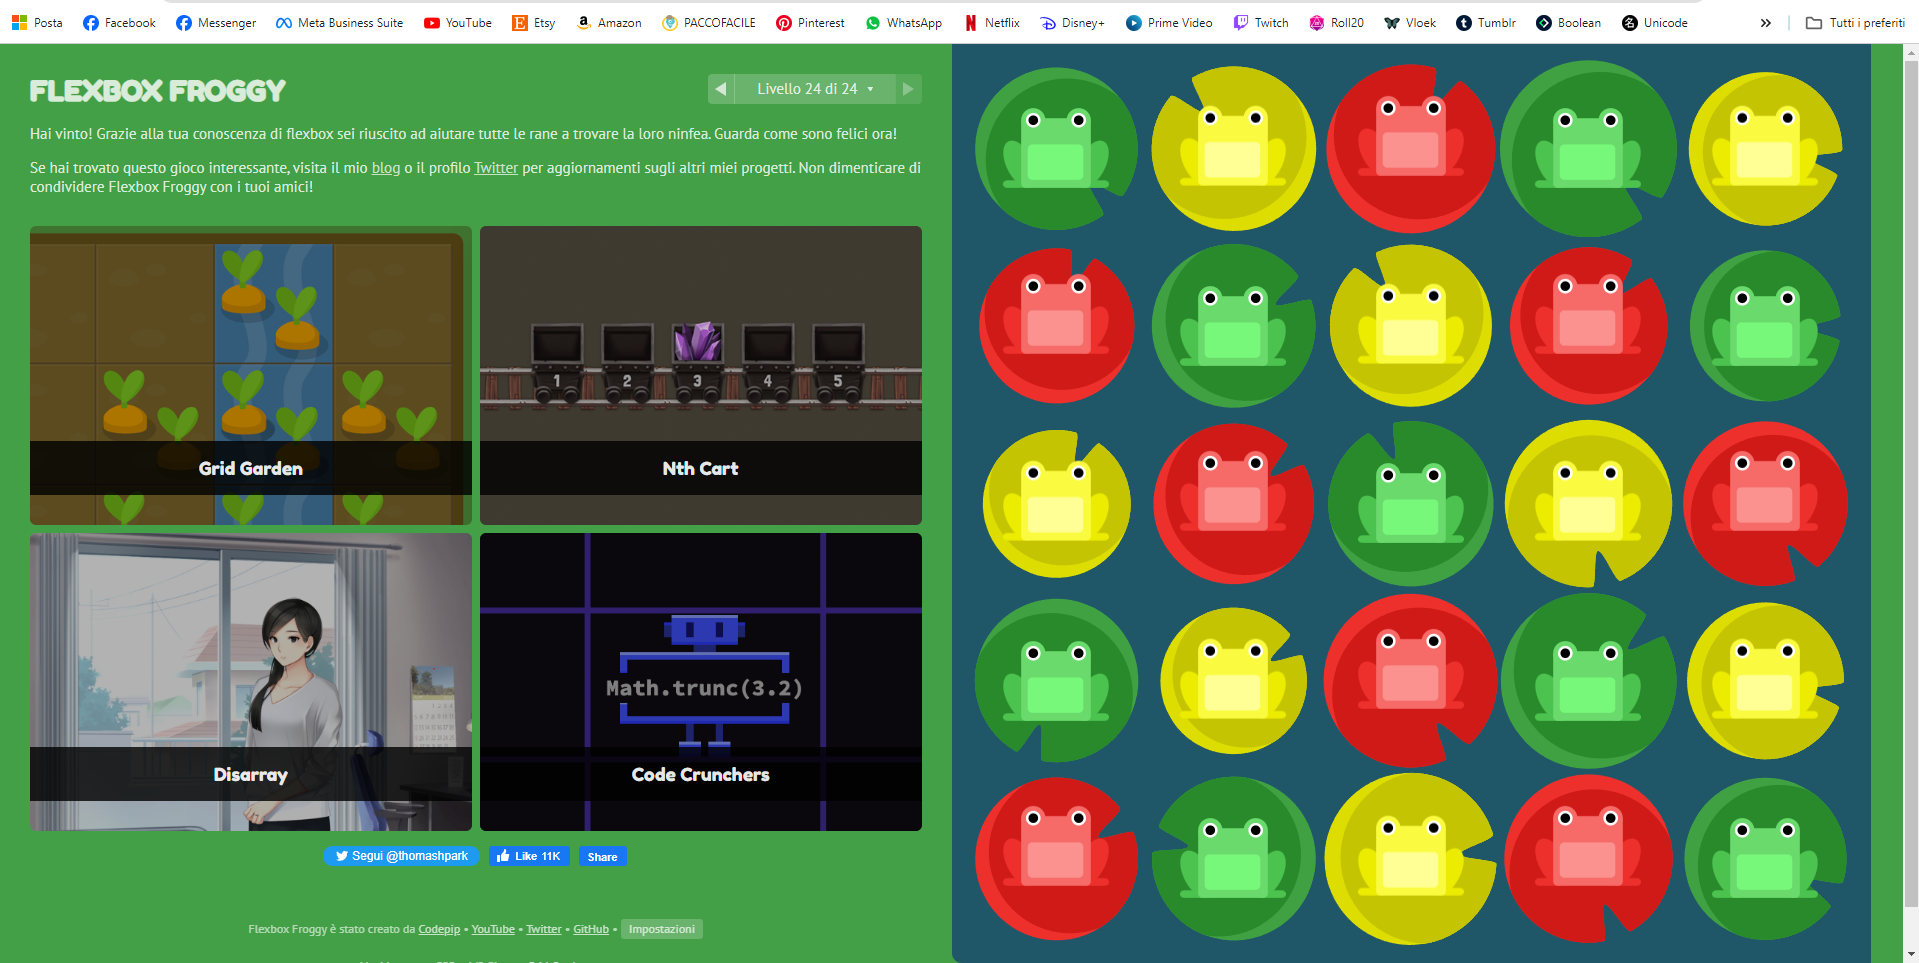 Posta Facebook Messenger Meta Business Suite YouTube Etsy Amazon PACCOFACILE Pinterest WhatsApp Netflix Disney+ Prime Video Twitch Roll20 Vloek Tumblr Boolean Unicode » Tutti i preferiti
FLEXBOX FROGGY
Livello 24 di 24
Hai vinto! Grazie alla tua conoscenza di flexbox sei riuscito ad aiutare tutte le rane a trovare la loro ninfea. Guarda come sono felici ora!
Se hai trovato questo gioco interessante, visita il mio blog o il profilo Twitter per aggiornamenti sugli altri miei progetti. Non dimenticare di
condividere Flexbox Froggy con i tuoi amici!
1 2 3 4 5
Grid Garden
Nth Cart
Math.trunc(3.2)
Disarray
Code Crunchers
Segui @thomashpark Like 11K Share
Flexbox Froggy è stato creato da Codepip • YouTube • Twitter • GitHub • Impostazioni